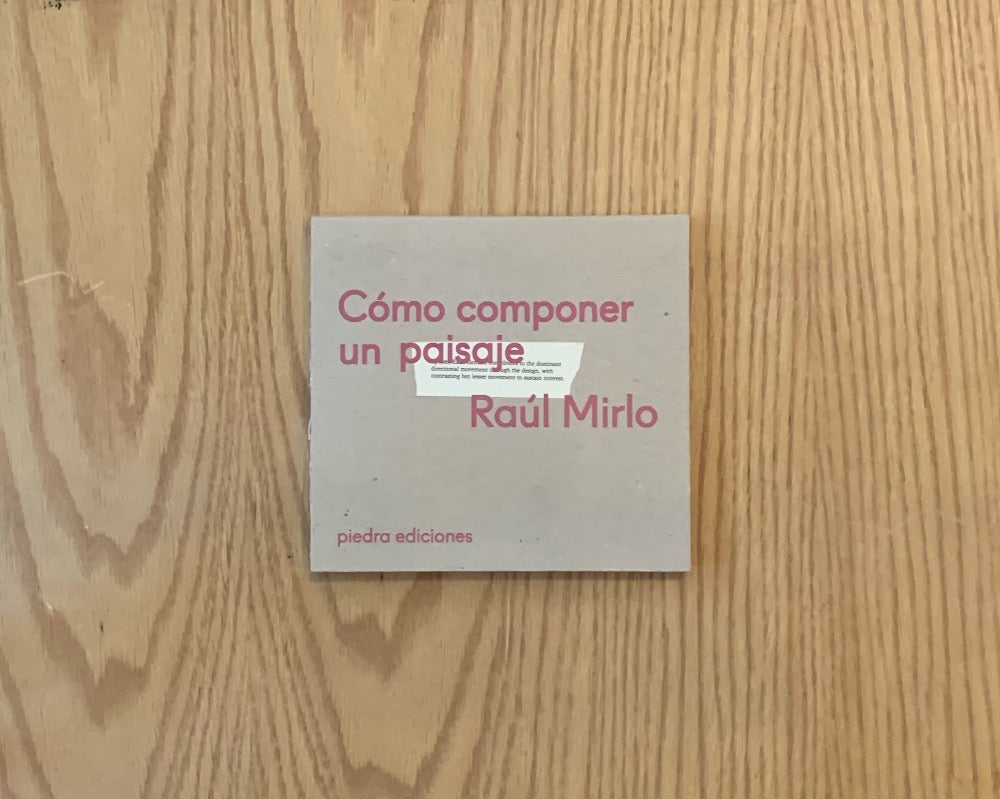 Cómo componer
un paisaje
to the dominant
directional movement through the design, with
contrasting but lesser movement to sustain interest.
Raúl Mirlo
piedra ediciones